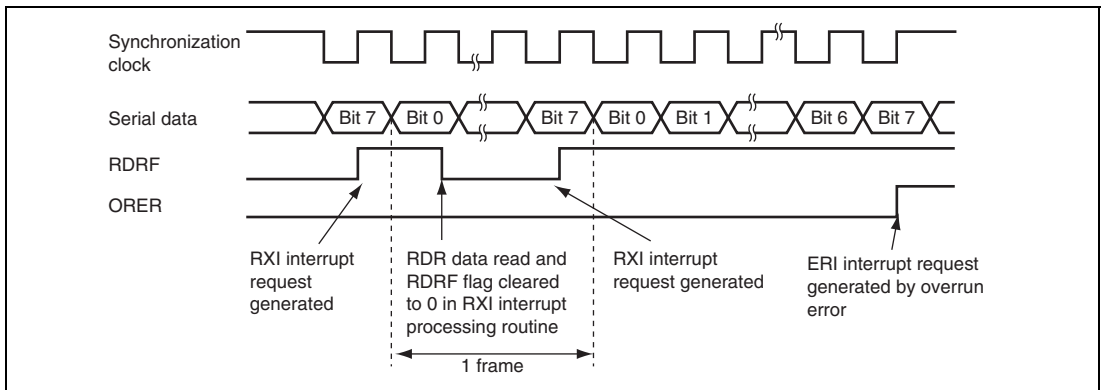 Synchronization
clock
Serial data
Bit 7
Bit 0
Bit 7
Bit 0
Bit 1
Bit 6
Bit 7
RDRF
ORER
RXI interrupt
request
generated
RDR data read and
RDRF flag cleared
to 0 in RXI interrupt
processing routine
RXI interrupt
request generated
ERI interrupt request
generated by overrun
error
1 frame